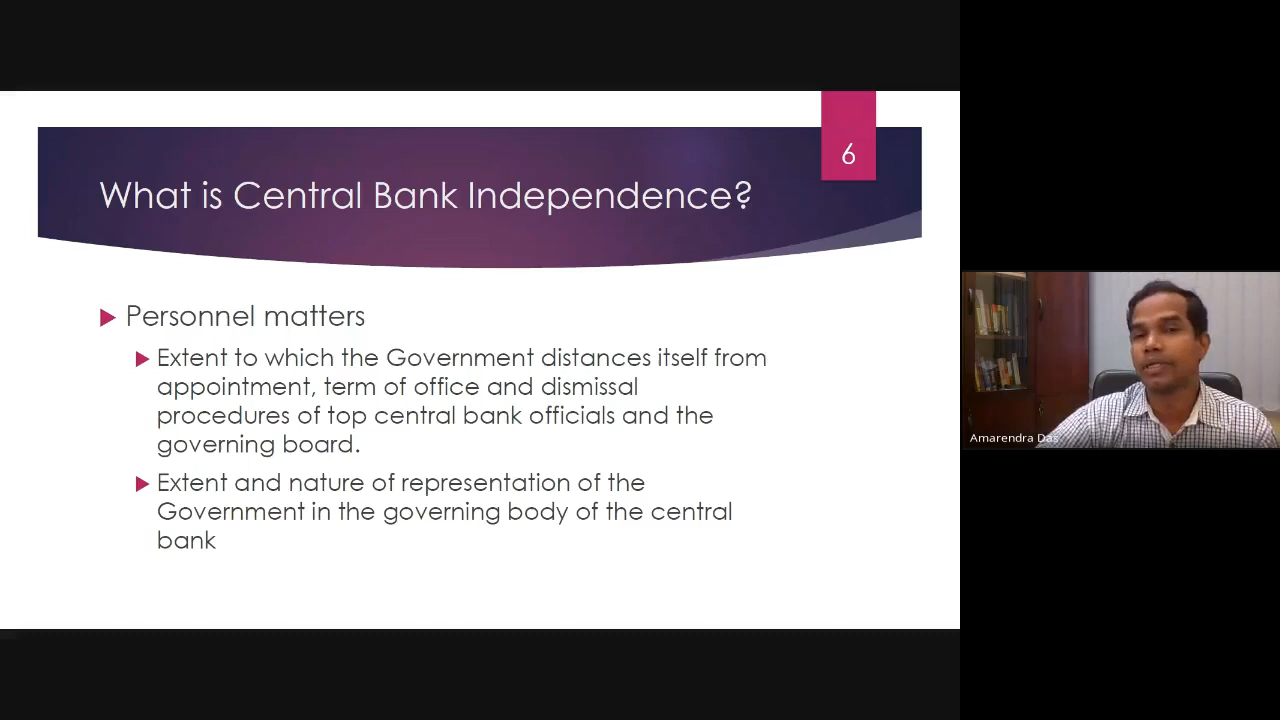 6
What is Central Bank Independence?
Personnel matters
Extent to which the Government distances itself from
appointment, term of office and dismissal
procedures of top central bank officials and the
governing board.
Extent and nature of representation of the
Government in the governing body of the central
bank
Amarendra Das